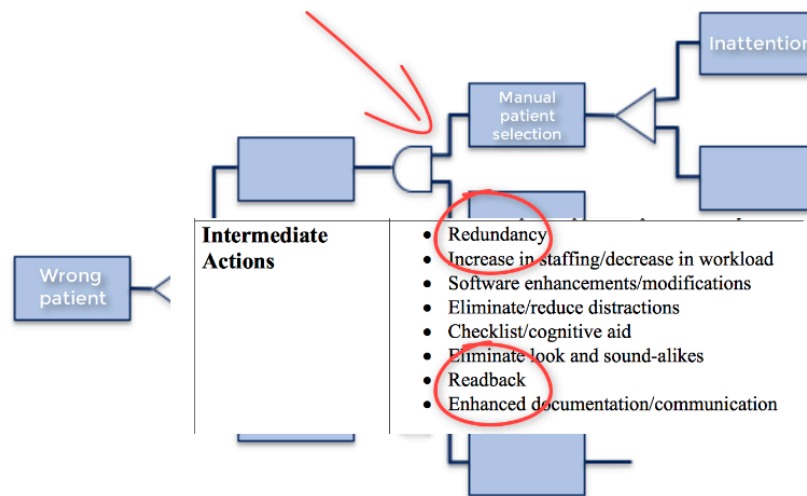 Inattention
Manual
patient
selection
Wrong
patient
Intermediate
Actions
• Redundancy
• Increase in staffing/decrease in workload
• Software enhancements/modifications
• Eliminate/reduce distractions
• Checklist/cognitive aid
• Eliminate look and sound-alikes
• Readback
• Enhanced documentation/communication